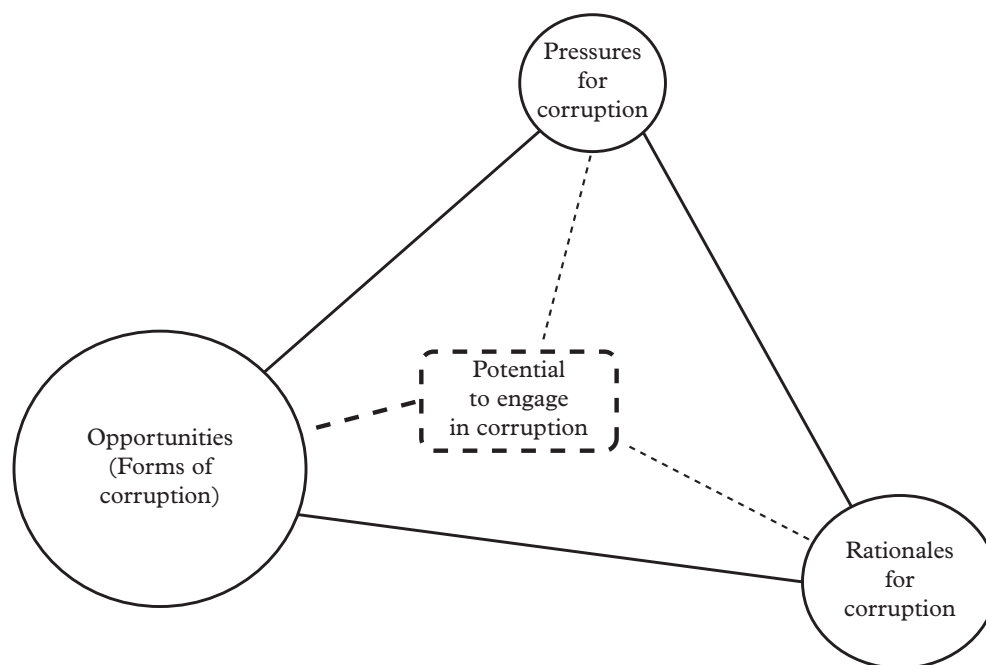 Pressures
for
corruption
Potential
to engage
in corruption
Opportunities
(Forms of
corruption)
Rationales
for
corruption